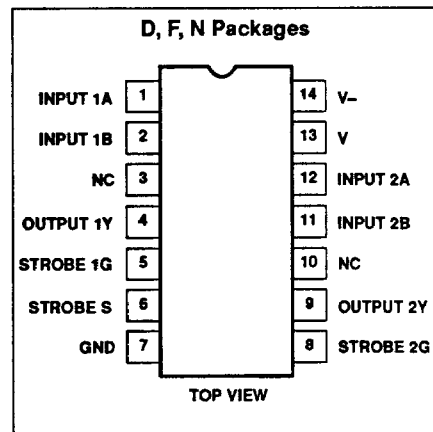 D, F, N Packages
INPUT 1A 1
INPUT 1B 2
NC 3
OUTPUT 1Y 4
STROBE 1G 5
STROBE S 6
GND 7
14 V–
13 V
12 INPUT 2A
11 INPUT 2B
10 NC
9 OUTPUT 2Y
8 STROBE 2G
TOP VIEW